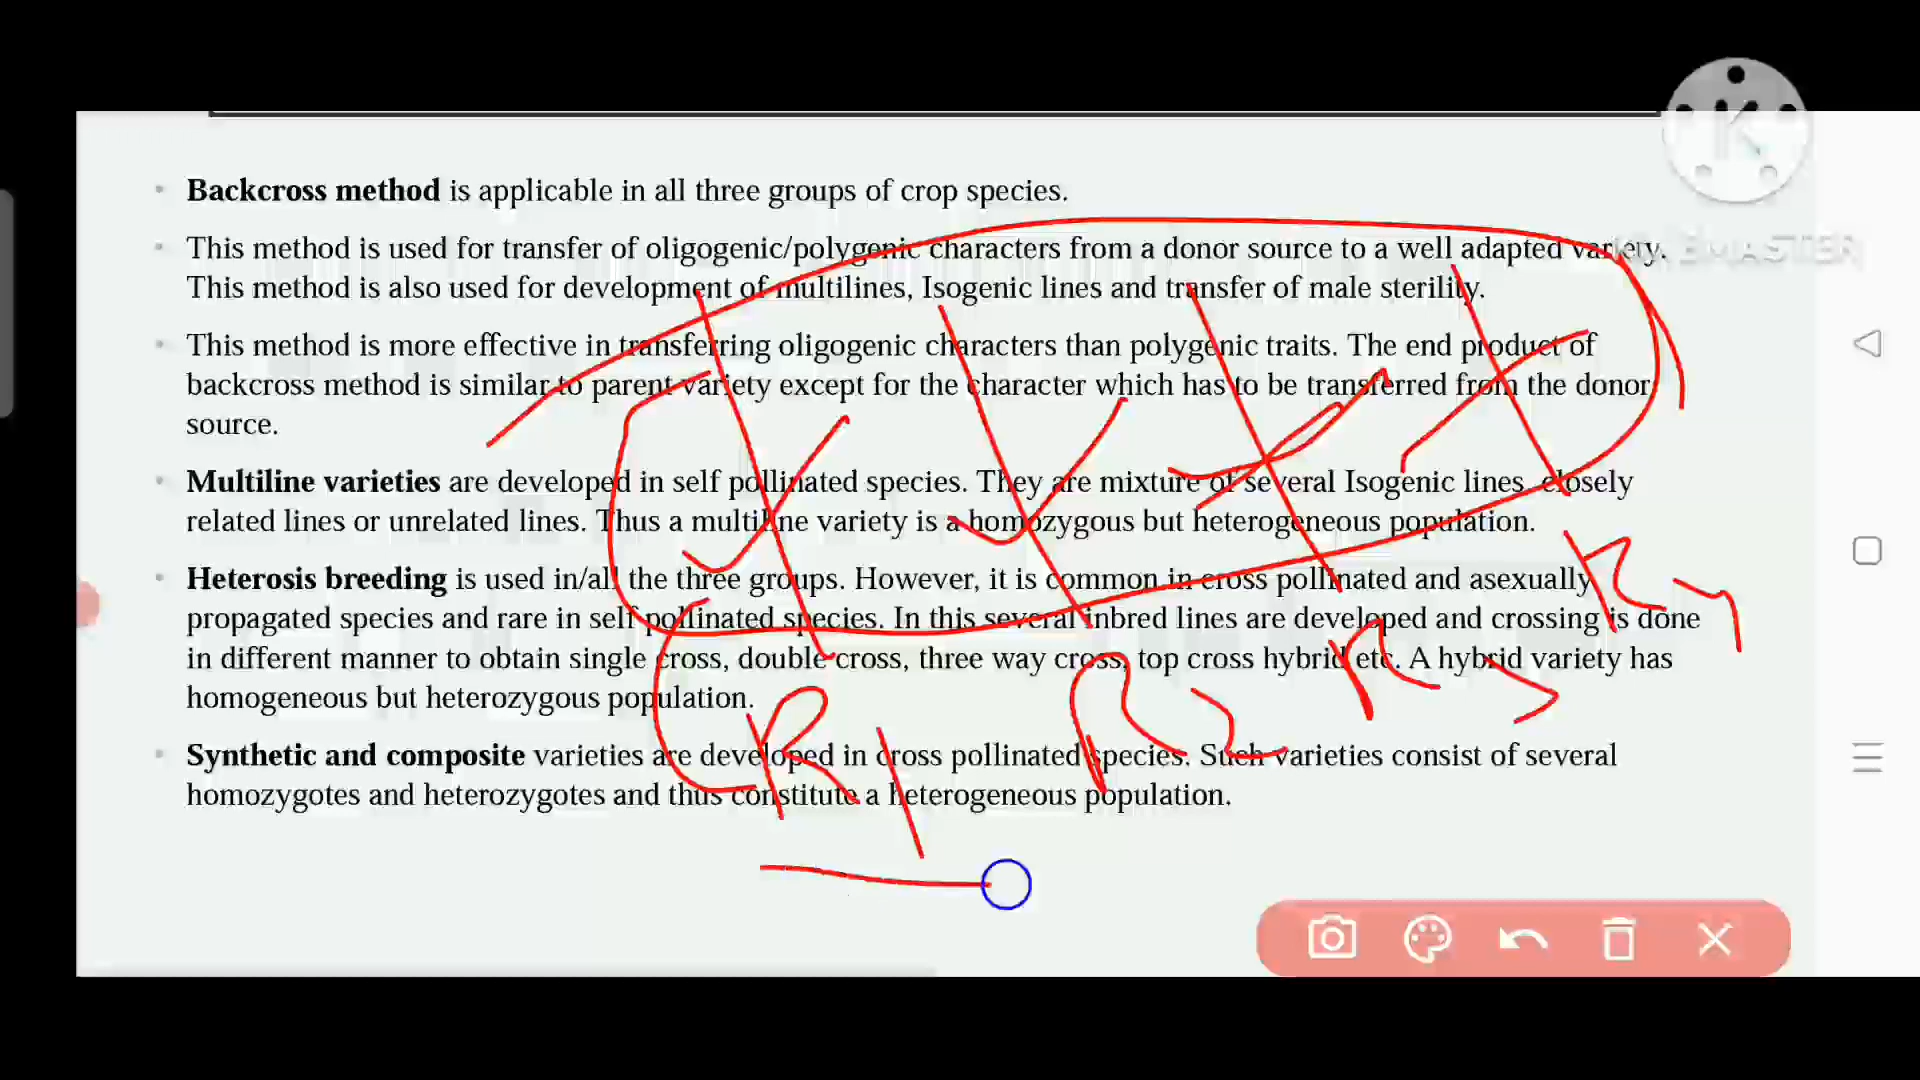 Backcross method is applicable in all three groups of crop species.
This method is used for transfer of oligogenic/polygenic characters from a donor source to a well adapted variety.
This method is also used for development of multilines, Isogenic lines and transfer of male sterility.
This method is more effective in transferring oligogenic characters than polygenic traits. The end product of
backcross method is similar to parent variety except for the character which has to be transferred from the donor
source.
Multiline varieties are developed in self pollinated species. They are mixture of several Isogenic lines, closely
related lines or unrelated lines. Thus a multiline variety is a homozygous but heterogeneous population.
Heterosis breeding is used in/all the three groups. However, it is common in cross pollinated and asexually
propagated species and rare in self pollinated species. In this several inbred lines are developed and crossing is done
in different manner to obtain single cross, double cross, three way cross, top cross hybrid etc. A hybrid variety has
homogeneous but heterozygous population.
Synthetic and composite varieties are developed in cross pollinated species. Such varieties consist of several
homozygotes and heterozygotes and thus constitute a heterogeneous population.
R1 R2 R3 R4
K
KINEMASTER